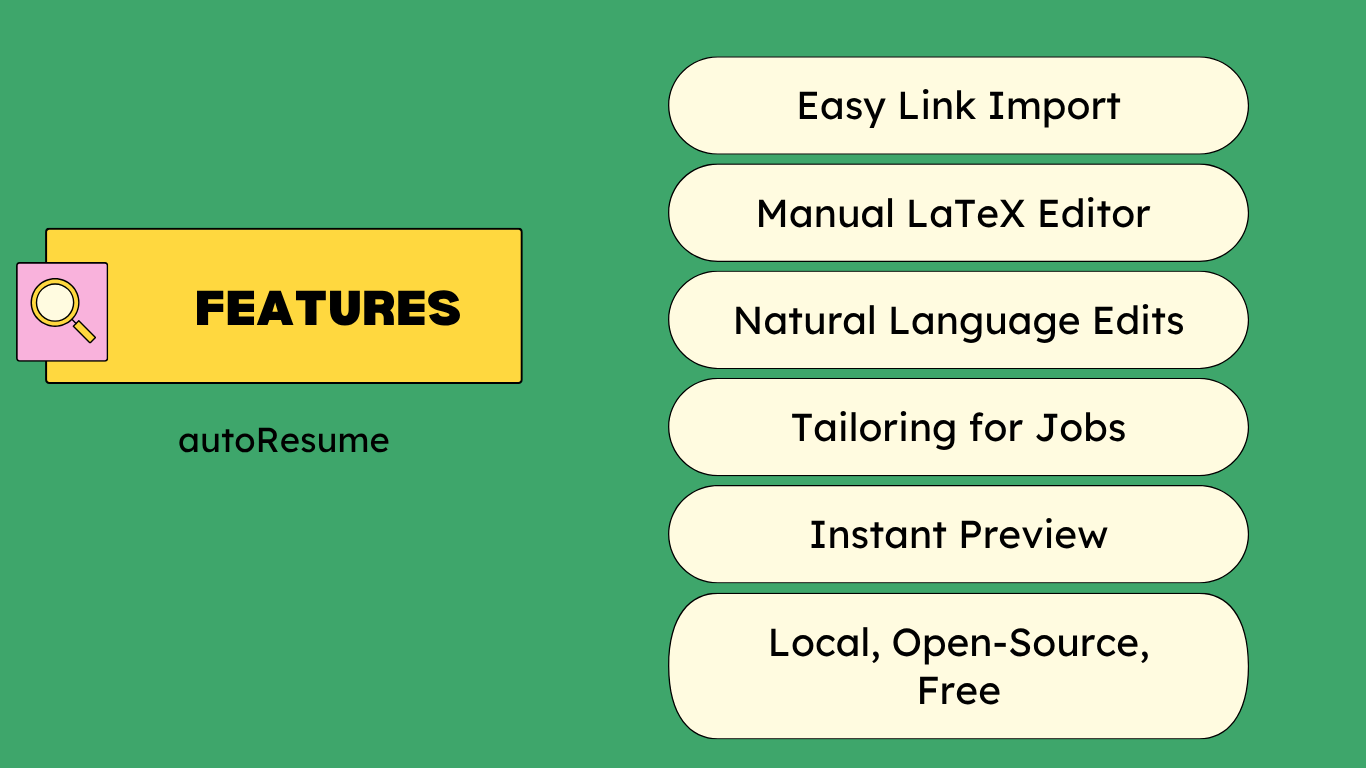 FEATURES
autoResume
Easy Link Import
Manual LaTeX Editor
Natural Language Edits
Tailoring for Jobs
Instant Preview
Local, Open-Source,
Free